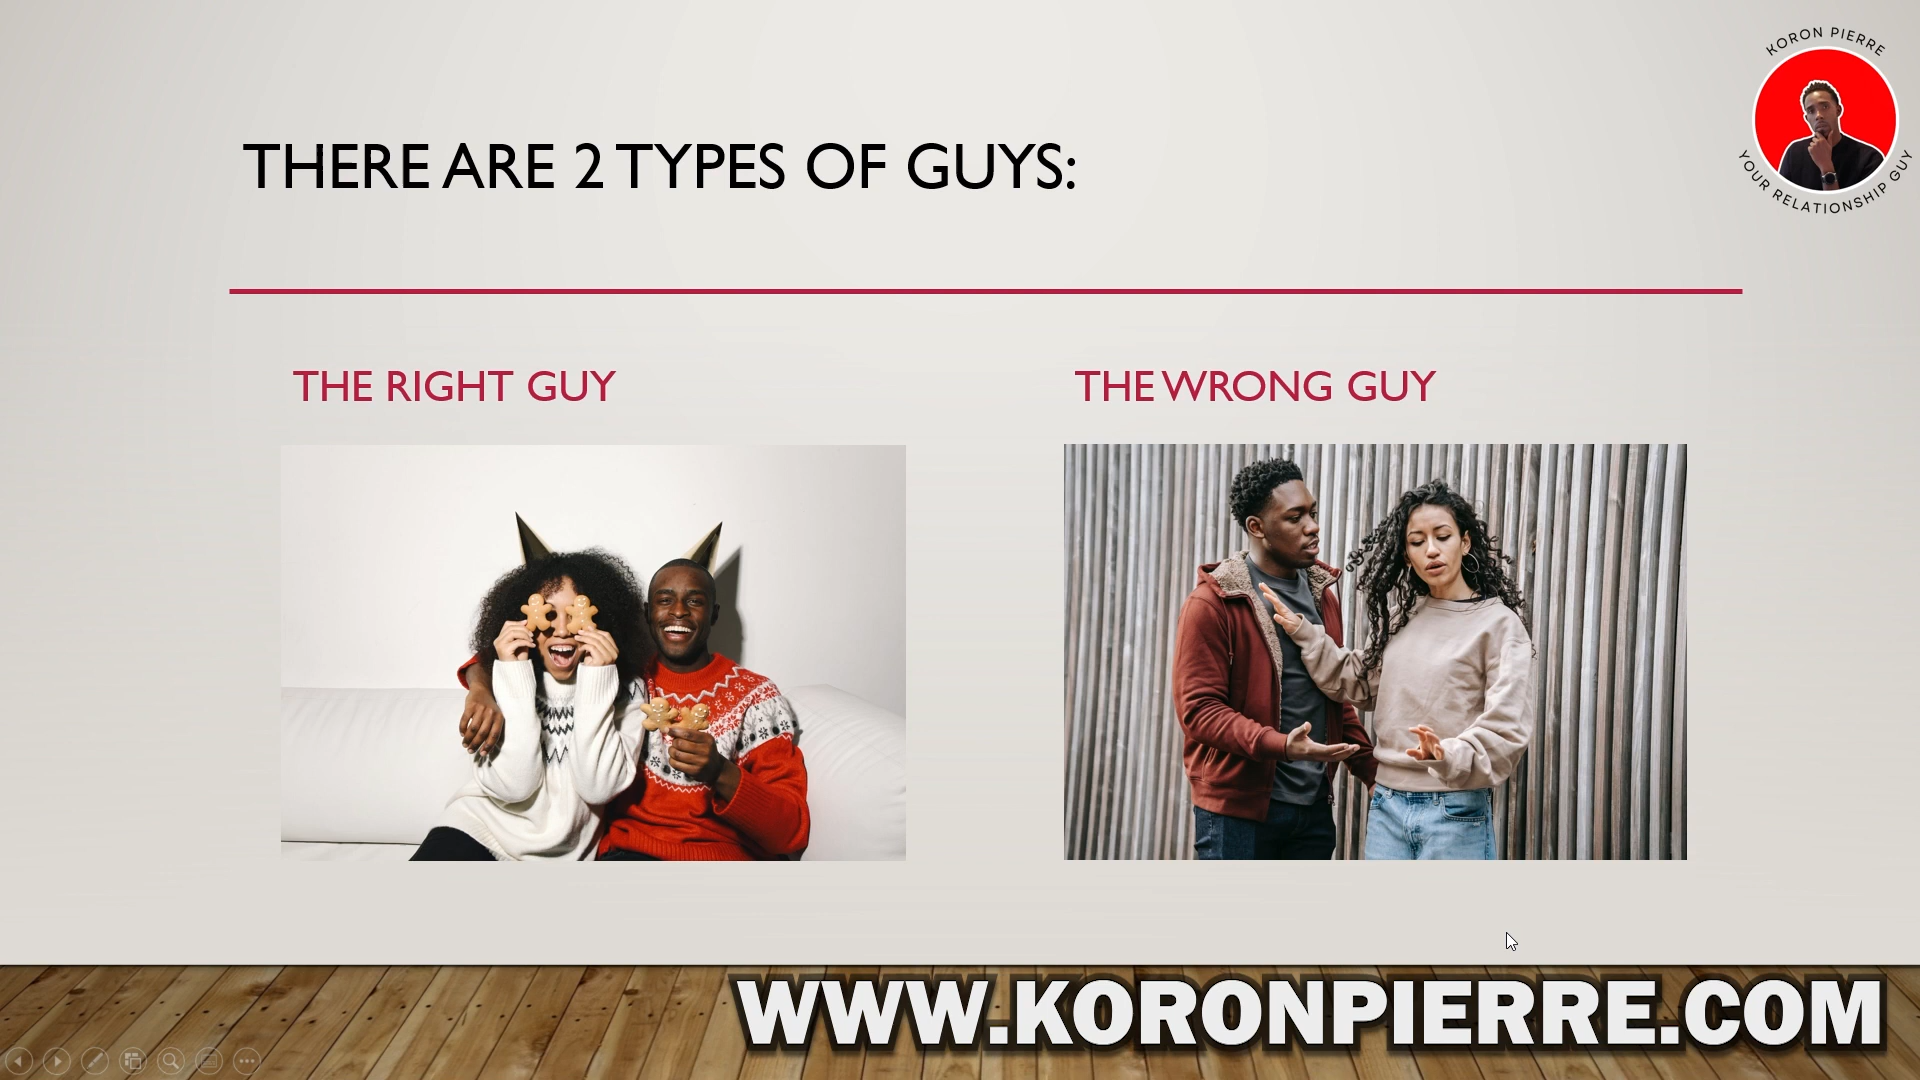 KORON PIERRE
YOUR RELATIONSHIP GUY
THERE ARE 2 TYPES OF GUYS:
THE RIGHT GUY
THE WRONG GUY
WWW.KORONPIERRE.COM